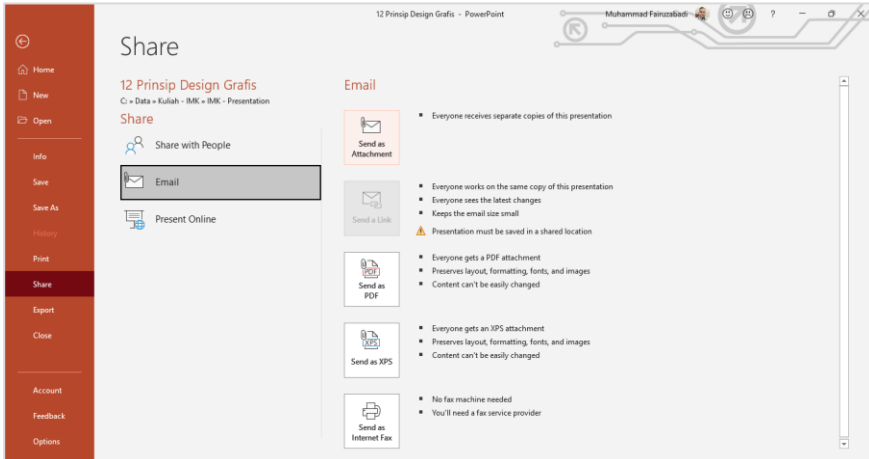 12 Prinsip Design Grafis - PowerPoint
Muhammad Fairuzabadi
?
Home
New
Open
Info
Save
Save As
History
Print
Share
Export
Close
Account
Feedback
Options
Share
12 Prinsip Design Grafis
C: » Data » Kuliah - IMK » IMK - Presentation
Share
Share with People
Email
Present Online
Email
Send as
Attachment
Everyone receives separate copies of this presentation
Send a Link
Everyone works on the same copy of this presentation
Everyone sees the latest changes
Keeps the email size small
Presentation must be saved in a shared location
PDF
Send as
PDF
Everyone gets a PDF attachment
Preserves layout, formatting, fonts, and images
Content can't be easily changed
XPS
Send as XPS
Everyone gets an XPS attachment
Preserves layout, formatting, fonts, and images
Content can't be easily changed
Send as
Internet Fax
No fax machine needed
You'll need a fax service provider